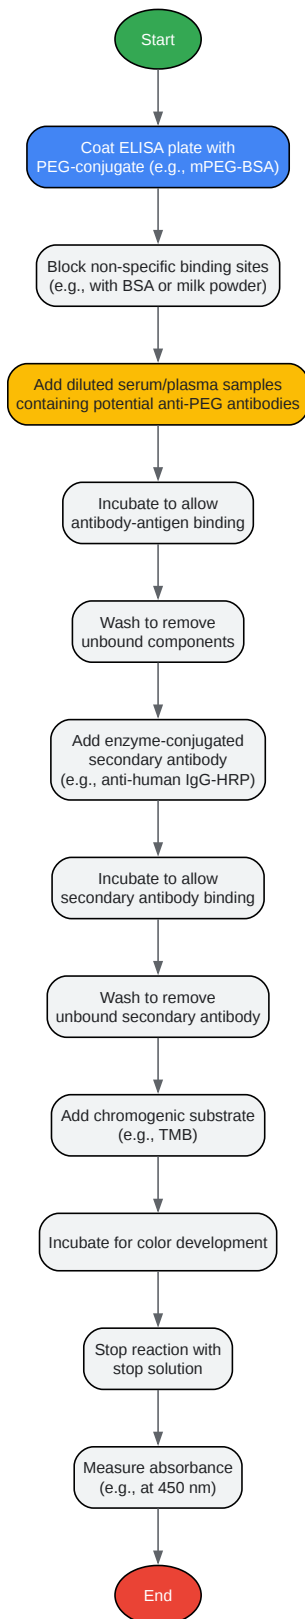 Start
Coat ELISA plate with
PEG-conjugate (e.g., mPEG-BSA)
Block non-specific binding sites
(e.g., with BSA or milk powder)
Add diluted serum/plasma samples
containing potential anti-PEG antibodies
Incubate to allow
antibody-antigen binding
Wash to remove
unbound components
Add enzyme-conjugated
secondary antibody
(e.g., anti-human IgG-HRP)
Incubate to allow
secondary antibody binding
Wash to remove
unbound secondary antibody
Add chromogenic substrate
(e.g., TMB)
Incubate for color development
Stop reaction with
stop solution
Measure absorbance
(e.g., at 450 nm)
End